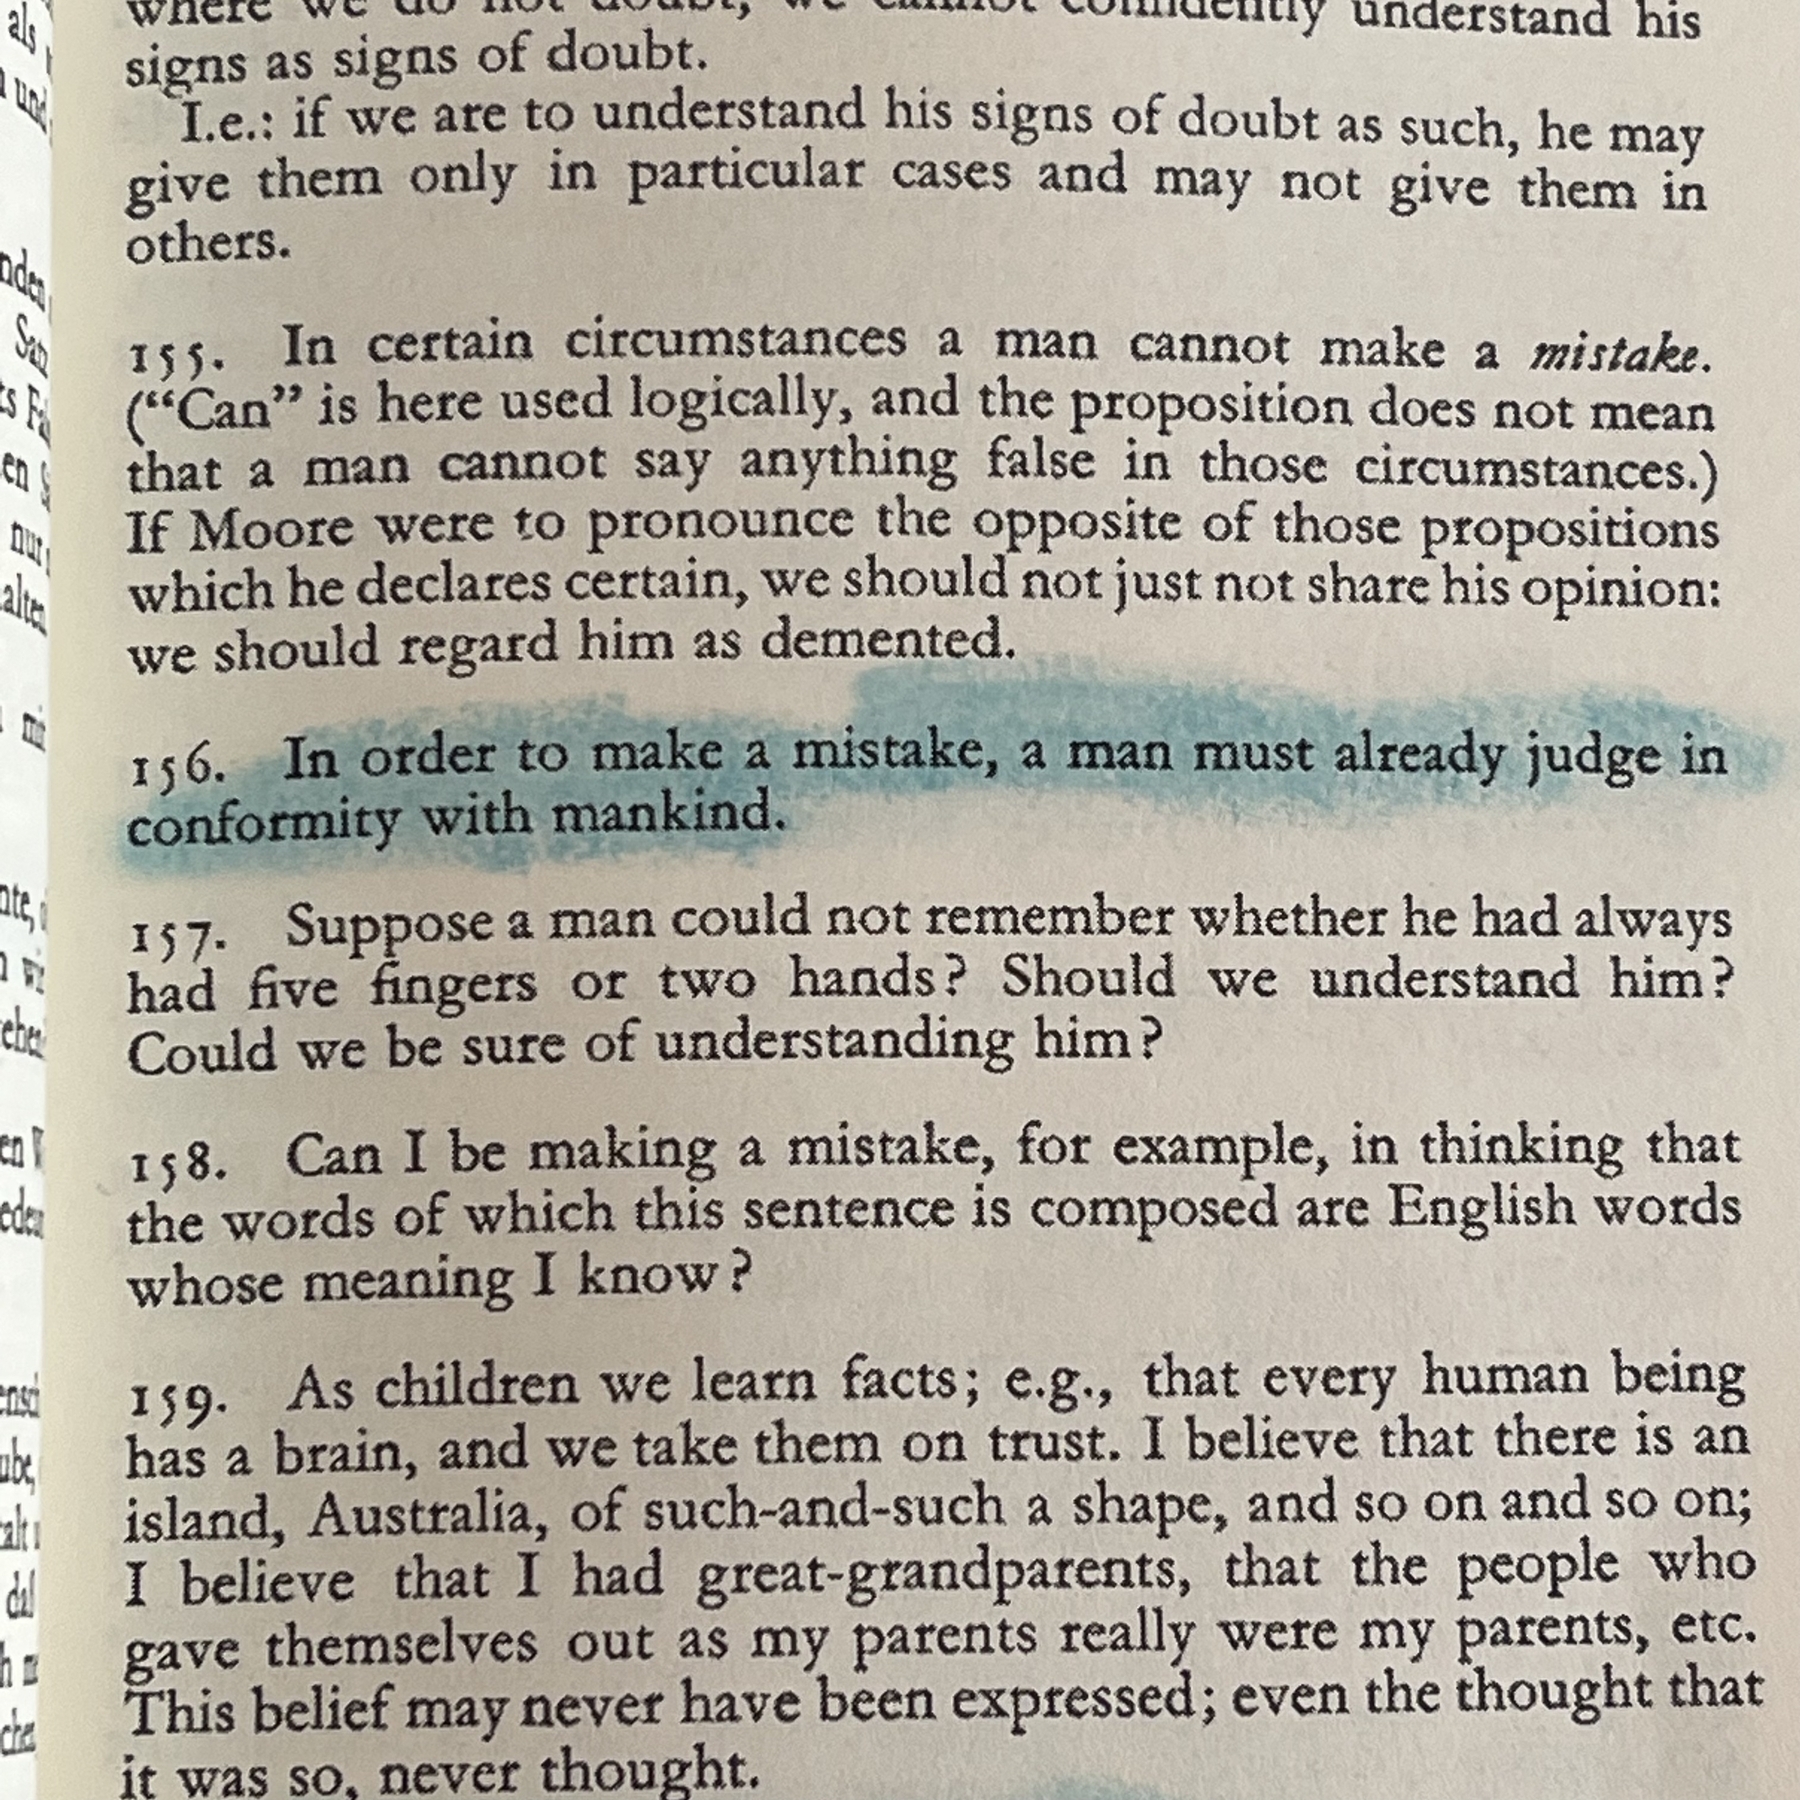 als
und
where we do not doubt, we cannot confidently understand his
signs as signs of doubt.
I.e.: if we are to understand his signs of doubt as such, he may
give them only in particular cases and may not give them in
others.
155. In certain circumstances a man cannot make a mistake.
(“Can” is here used logically, and the proposition does not mean
that a man cannot say anything false in those circumstances.)
If Moore were to pronounce the opposite of those propositions
which he declares certain, we should not just not share his opinion:
we should regard him as demented.
156. In order to make a mistake, a man must already judge in
conformity with mankind.
157. Suppose a man could not remember whether he had always
had five fingers or two hands? Should we understand him?
Could we be sure of understanding him?
158. Can I be making a mistake, for example, in thinking that
the words of which this sentence is composed are English words
whose meaning I know?
159. As children we learn facts; e.g., that every human being
has a brain, and we take them on trust. I believe that there is an
island, Australia, of such-and-such a shape, and so on and so on;
I believe that I had great-grandparents, that the people who
gave themselves out as my parents really were my parents, etc.
This belief may never have been expressed; even the thought that
it was so, never thought.